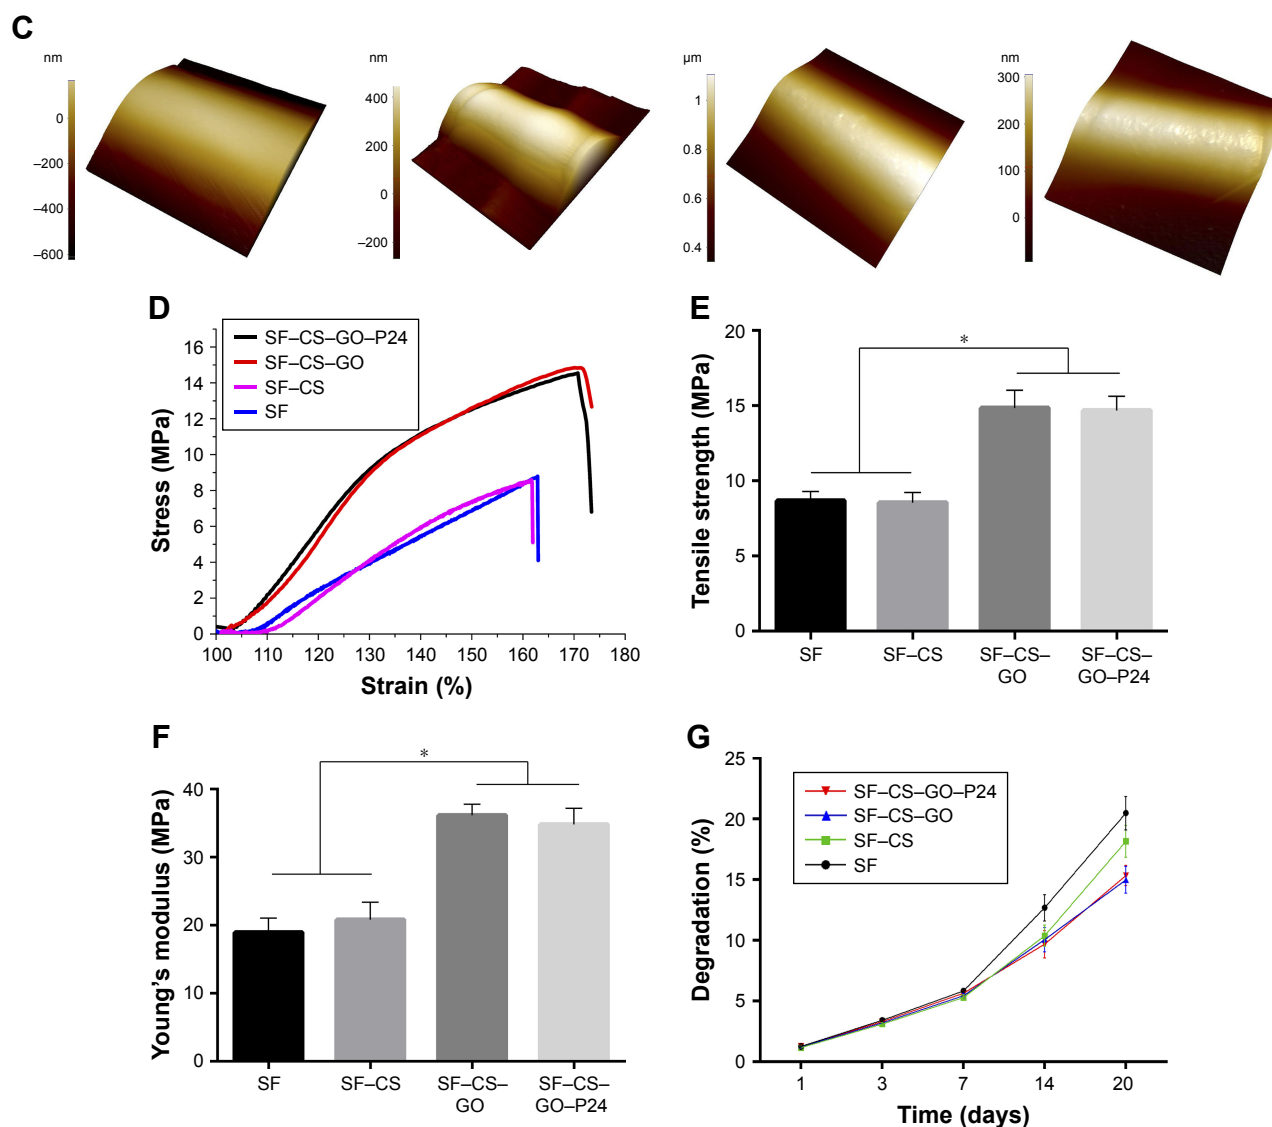 C
nm
0
–200
–400
–600
nm
400
200
0
–200
µm
1
0.8
0.6
0.4
nm
300
200
100
0
D
SF–CS–GO–P24
SF–CS–GO
SF–CS
SF
16
14
12
10
8
6
4
2
0
100 110 120 130 140 150 160 170 180
Stress (MPa)
Strain (%)
E
*
20
15
10
5
0
Tensile strength (MPa)
SF SF–CS SF–CS– SF–CS–
GO GO–P24
F
*
40
30
20
10
0
Young's modulus (MPa)
SF SF–CS SF–CS– SF–CS–
GO GO–P24
G
SF–CS–GO–P24
SF–CS–GO
SF–CS
SF
25
20
15
10
5
0
Degradation (%)
1 3 7 14 20
Time (days)